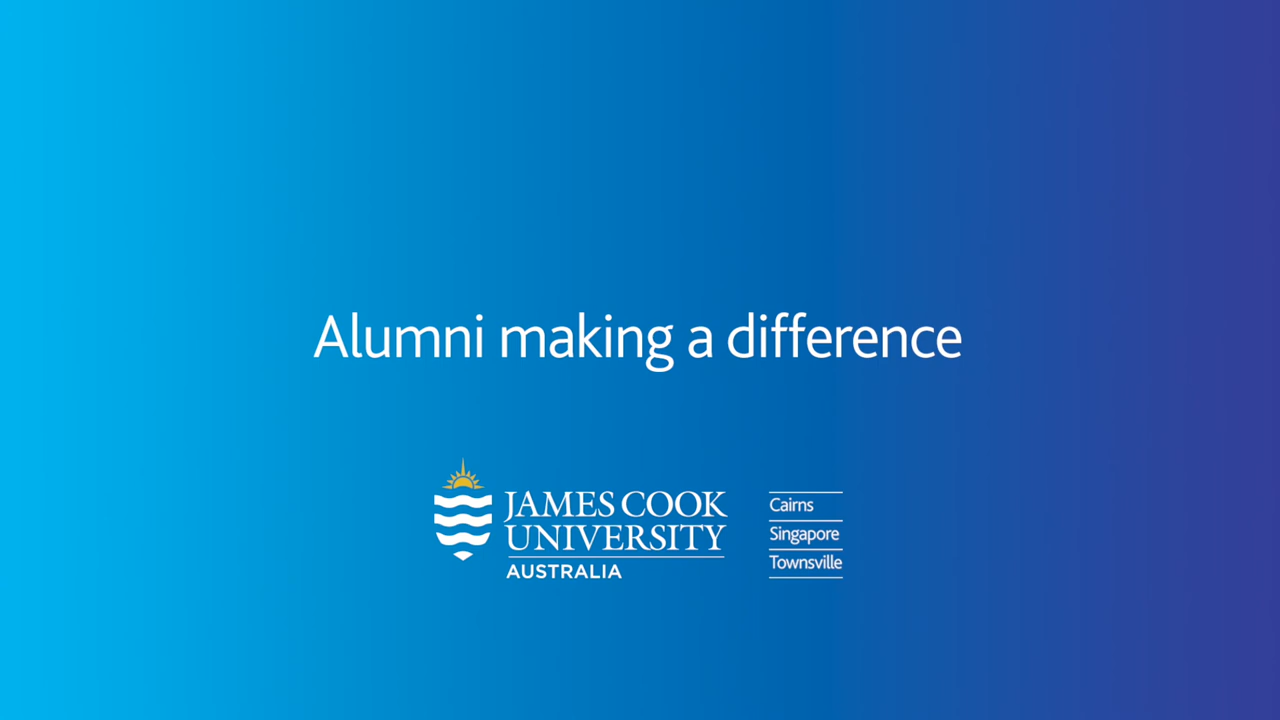 Alumni making a difference
JAMES COOK
UNIVERSITY
AUSTRALIA
Cairns
Singapore
Townsville